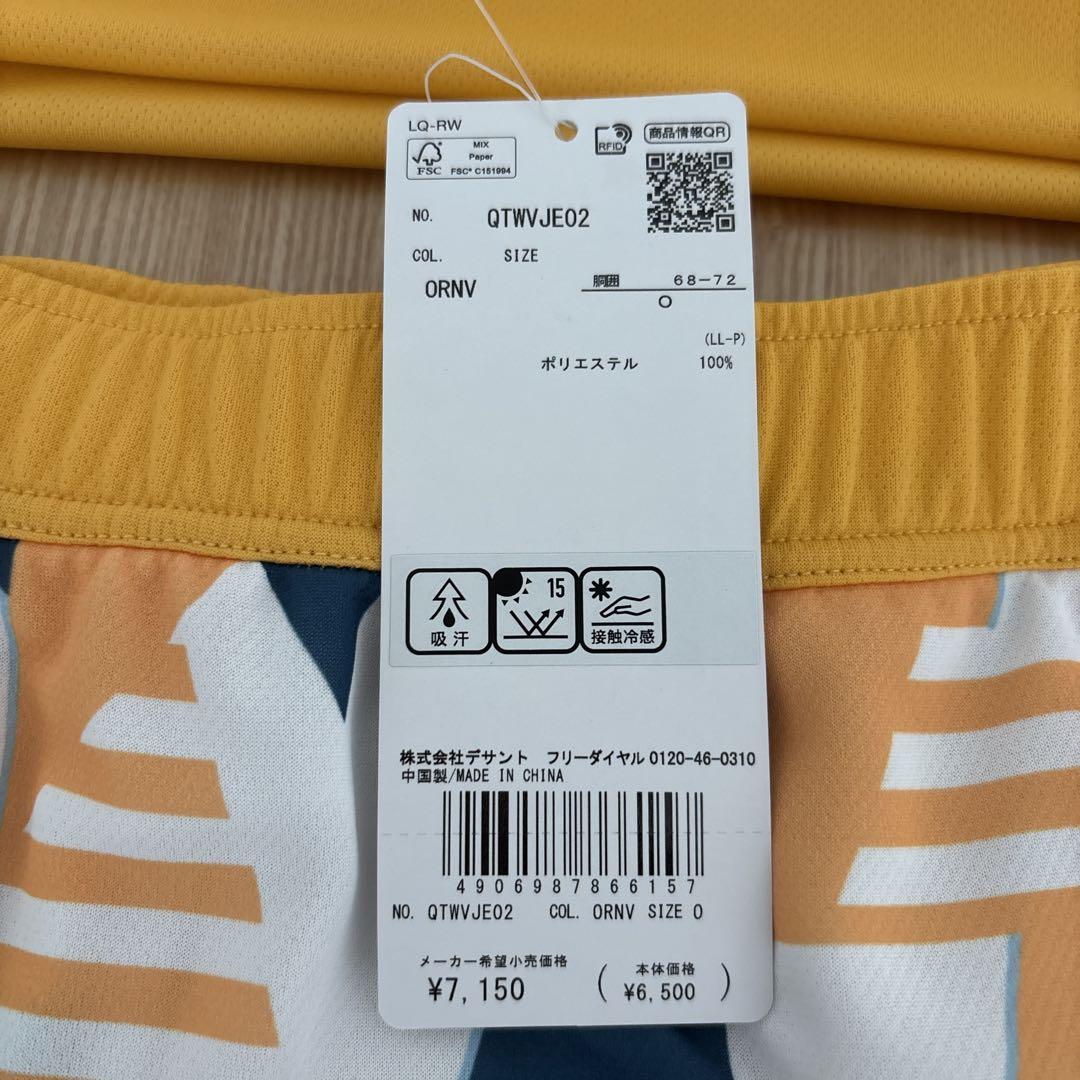 LQ-RW
MIX
Paper
FSC
FSC® C151994
RFID
商品情報QR
NO. QTWVJE02
COL. SIZE
ORNV
胴囲 68-72
O
(LL-P)
ポリエステル 100%
吸汗
15
接触冷感
株式会社デサント フリーダイヤル 0120-46-0310
中国製/MADE IN CHINA
4906987866157
NO. QTWVJE02 COL. ORNV SIZE O
メーカー希望小売価格
¥7,150
(本体価格
¥6,500)